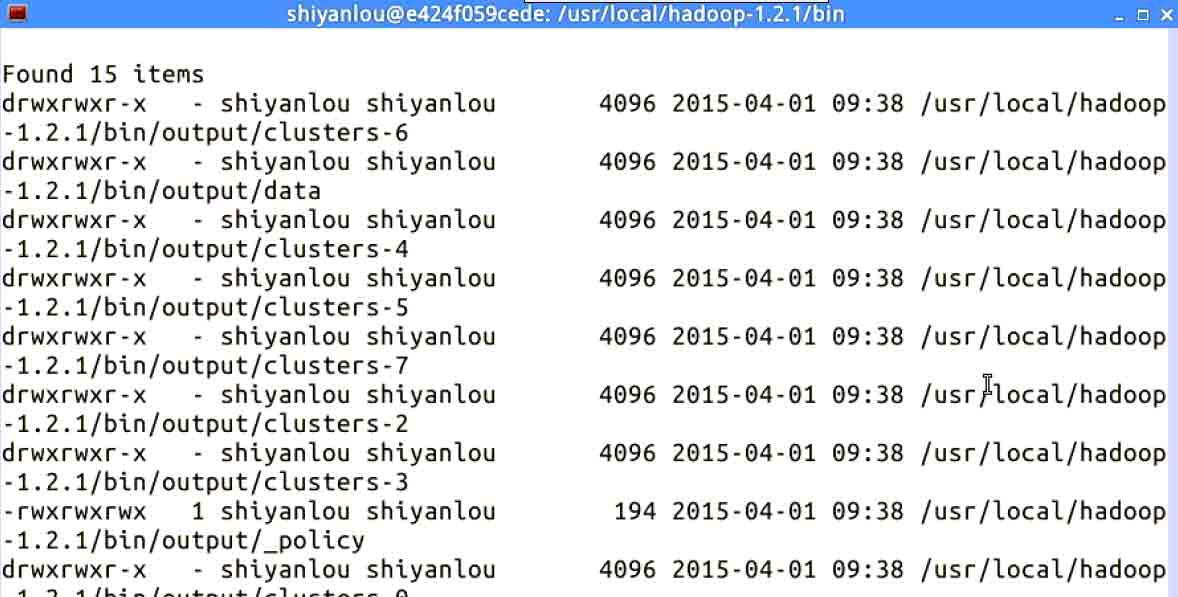 shiyanlou@e424f059cede: /usr/local/hadoop-1.2.1/bin
Found 15 items
drwxrwxr-x   - shiyanlou shiyanlou       4096 2015-04-01 09:38 /usr/local/hadoop
-1.2.1/bin/output/clusters-6
drwxrwxr-x   - shiyanlou shiyanlou       4096 2015-04-01 09:38 /usr/local/hadoop
-1.2.1/bin/output/data
drwxrwxr-x   - shiyanlou shiyanlou       4096 2015-04-01 09:38 /usr/local/hadoop
-1.2.1/bin/output/clusters-4
drwxrwxr-x   - shiyanlou shiyanlou       4096 2015-04-01 09:38 /usr/local/hadoop
-1.2.1/bin/output/clusters-5
drwxrwxr-x   - shiyanlou shiyanlou       4096 2015-04-01 09:38 /usr/local/hadoop
-1.2.1/bin/output/clusters-7
drwxrwxr-x   - shiyanlou shiyanlou       4096 2015-04-01 09:38 /usr/local/hadoop
-1.2.1/bin/output/clusters-2
drwxrwxr-x   - shiyanlou shiyanlou       4096 2015-04-01 09:38 /usr/local/hadoop
-1.2.1/bin/output/clusters-3
-rwxrwxrwx   1 shiyanlou shiyanlou        194 2015-04-01 09:38 /usr/local/hadoop
-1.2.1/bin/output/_policy
drwxrwxr-x   - shiyanlou shiyanlou       4096 2015-04-01 09:38 /usr/local/hadoop